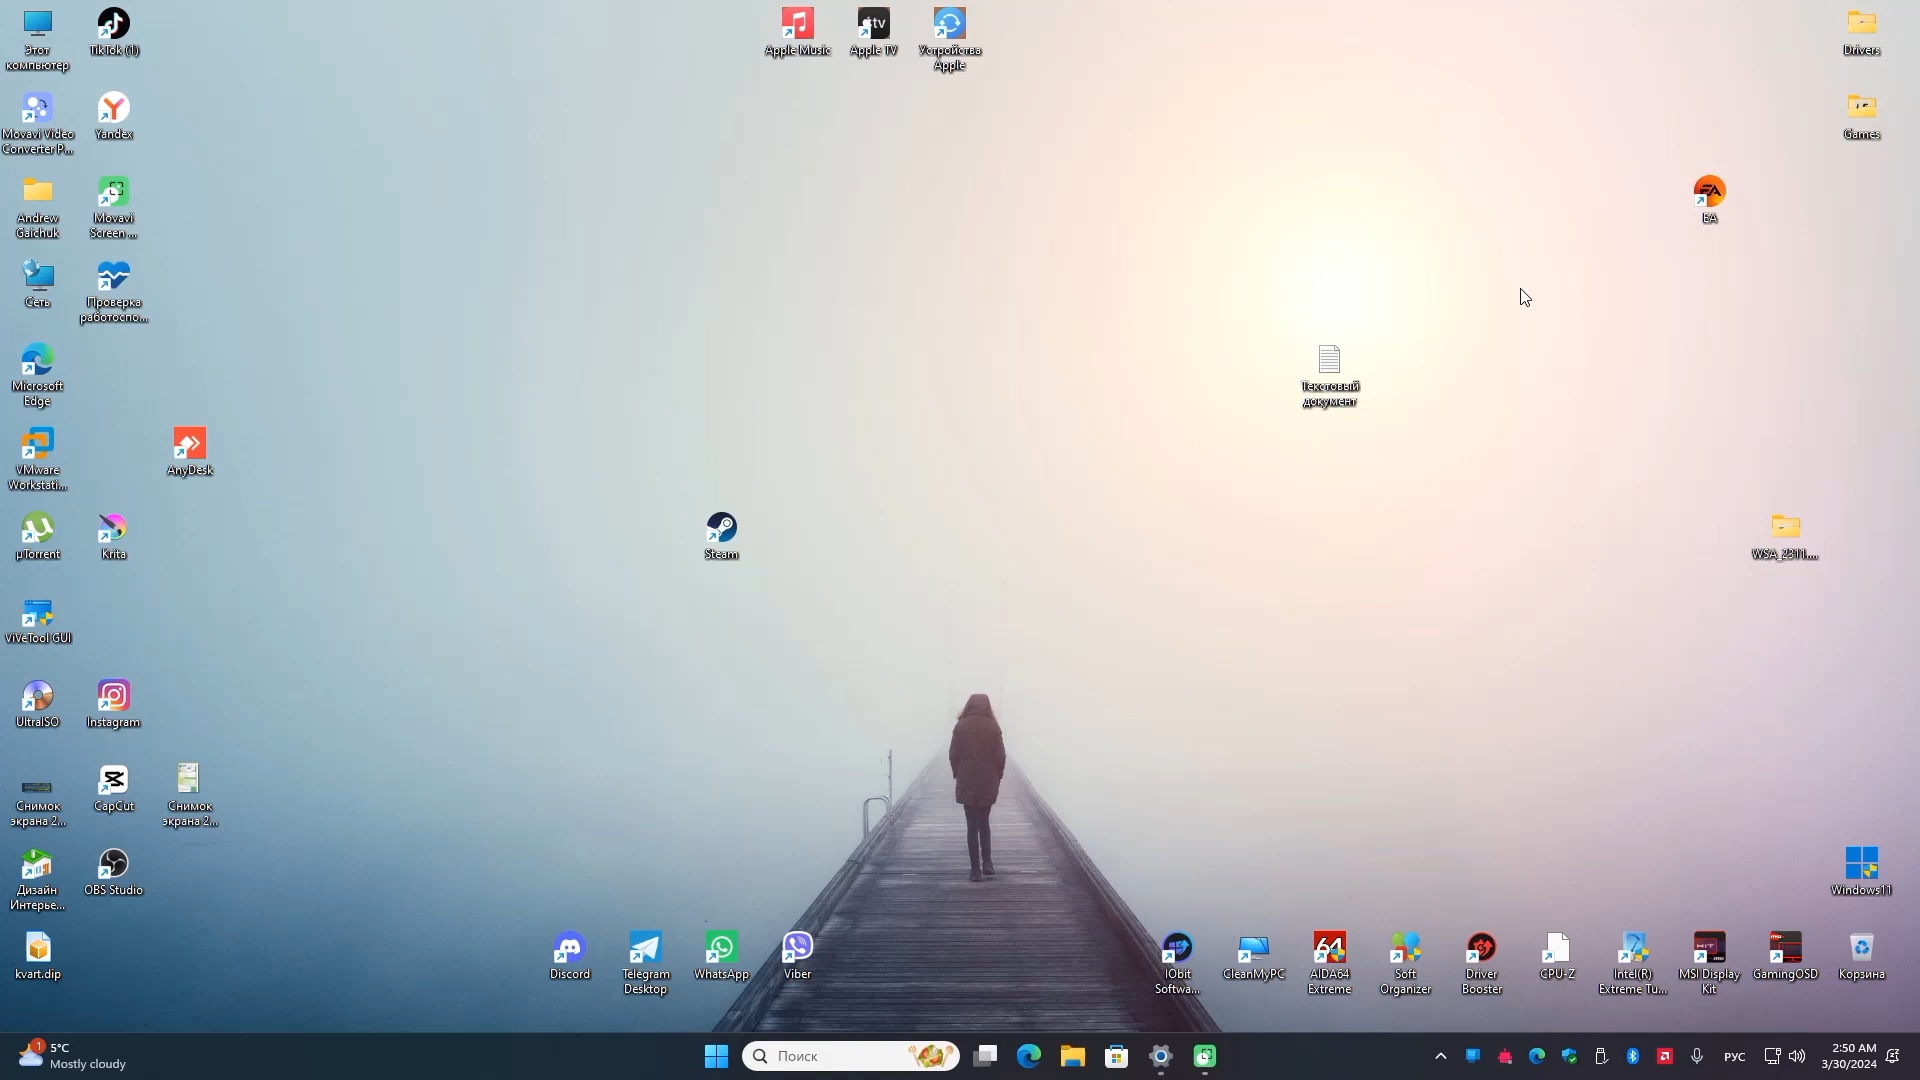 Этот
компьютер
TikTok (1)
Apple Music
Apple TV
Устройства
Apple
Drivers
Movavi Video
Converter P...
Yandex
Games
Andrew
Gaichuk
Movavi
Screen ...
EA
Сеть
Проверка
работоспо...
Microsoft
Edge
Текстовый
документ
VMware
Workstati...
AnyDesk
µTorrent
Krita
Steam
WSA_2311....
ViVeTool GUI
UltraISO
Instagram
Снимок
экрана 2...
CapCut
Снимок
экрана 2...
Дизайн
Интерье...
OBS Studio
Windows11
kvart.dip
Discord
Telegram
Desktop
WhatsApp
Viber
IObit
Softwa...
CleanMyPC
64
AIDA64
Extreme
Soft
Organizer
Driver
Booster
CPU-Z
Intel(R)
Extreme Tu...
MSI Display
Kit
GamingOSD
Корзина
1
5°C
Mostly cloudy
Поиск
РУС
2:50 AM
3/30/2024